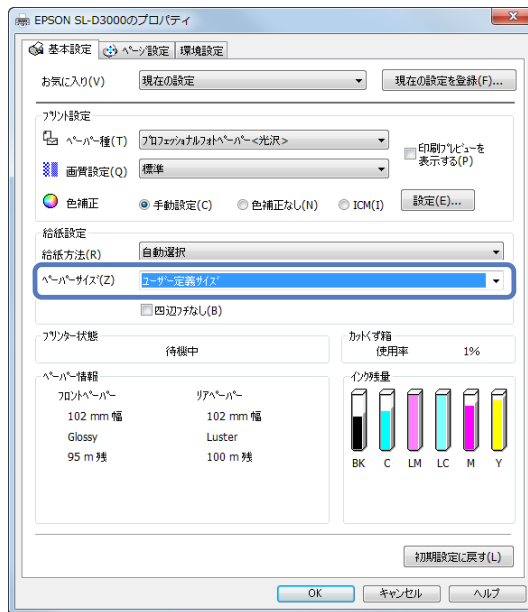 EPSON SL-D3000のプロパティ
基本設定 ページ設定 環境設定
お気に入り(V) 現在の設定 現在の設定を登録(F)...
プリント設定
ペーパー種(T) プロフェッショナルフォトペーパー<光沢>
印刷プレビューを
表示する(P)
画質設定(Q) 標準
色補正 手動設定(C) 色補正なし(N) ICM(I) 設定(E)...
給紙設定
給紙方法(R) 自動選択
ペーパーサイズ(Z) ユーザー定義サイズ
四辺フチなし(B)
プリンター状態
待機中
カットくず箱
使用率 1%
ペーパー情報
フロントペーパー リアペーパー
102 mm 幅 102 mm 幅
Glossy Luster
95 m 残 100 m 残
インク残量
BK C LM LC M Y
初期設定に戻す(L)
OK キャンセル ヘルプ